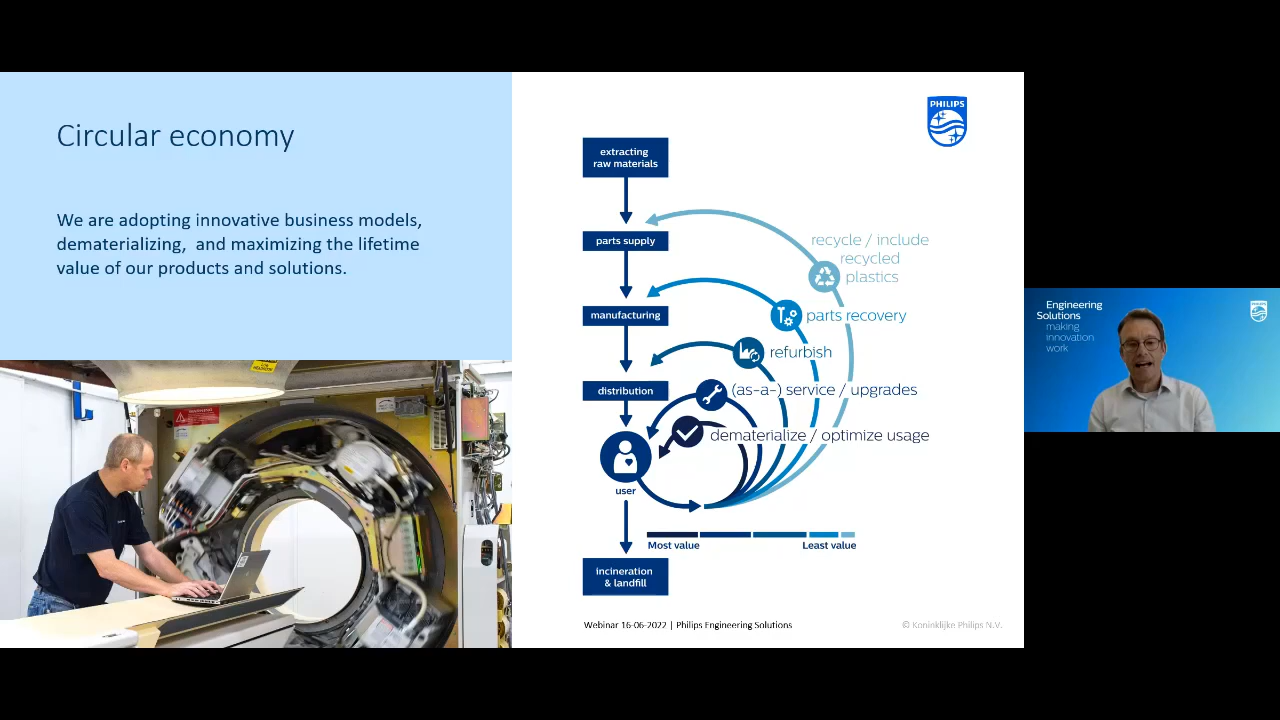 Circular economy
We are adopting innovative business models,
dematerializing, and maximizing the lifetime
value of our products and solutions.
PHILIPS
extracting
raw materials
parts supply
recycle / include
recycled
plastics
manufacturing
parts recovery
refurbish
distribution
(as-a-) service / upgrades
dematerialize / optimize usage
user
Most value
Least value
incineration
& landfill
Webinar 16-06-2022 | Philips Engineering Solutions
© Koninklijke Philips N.V.
Engineering
Solutions
making
innovation
work